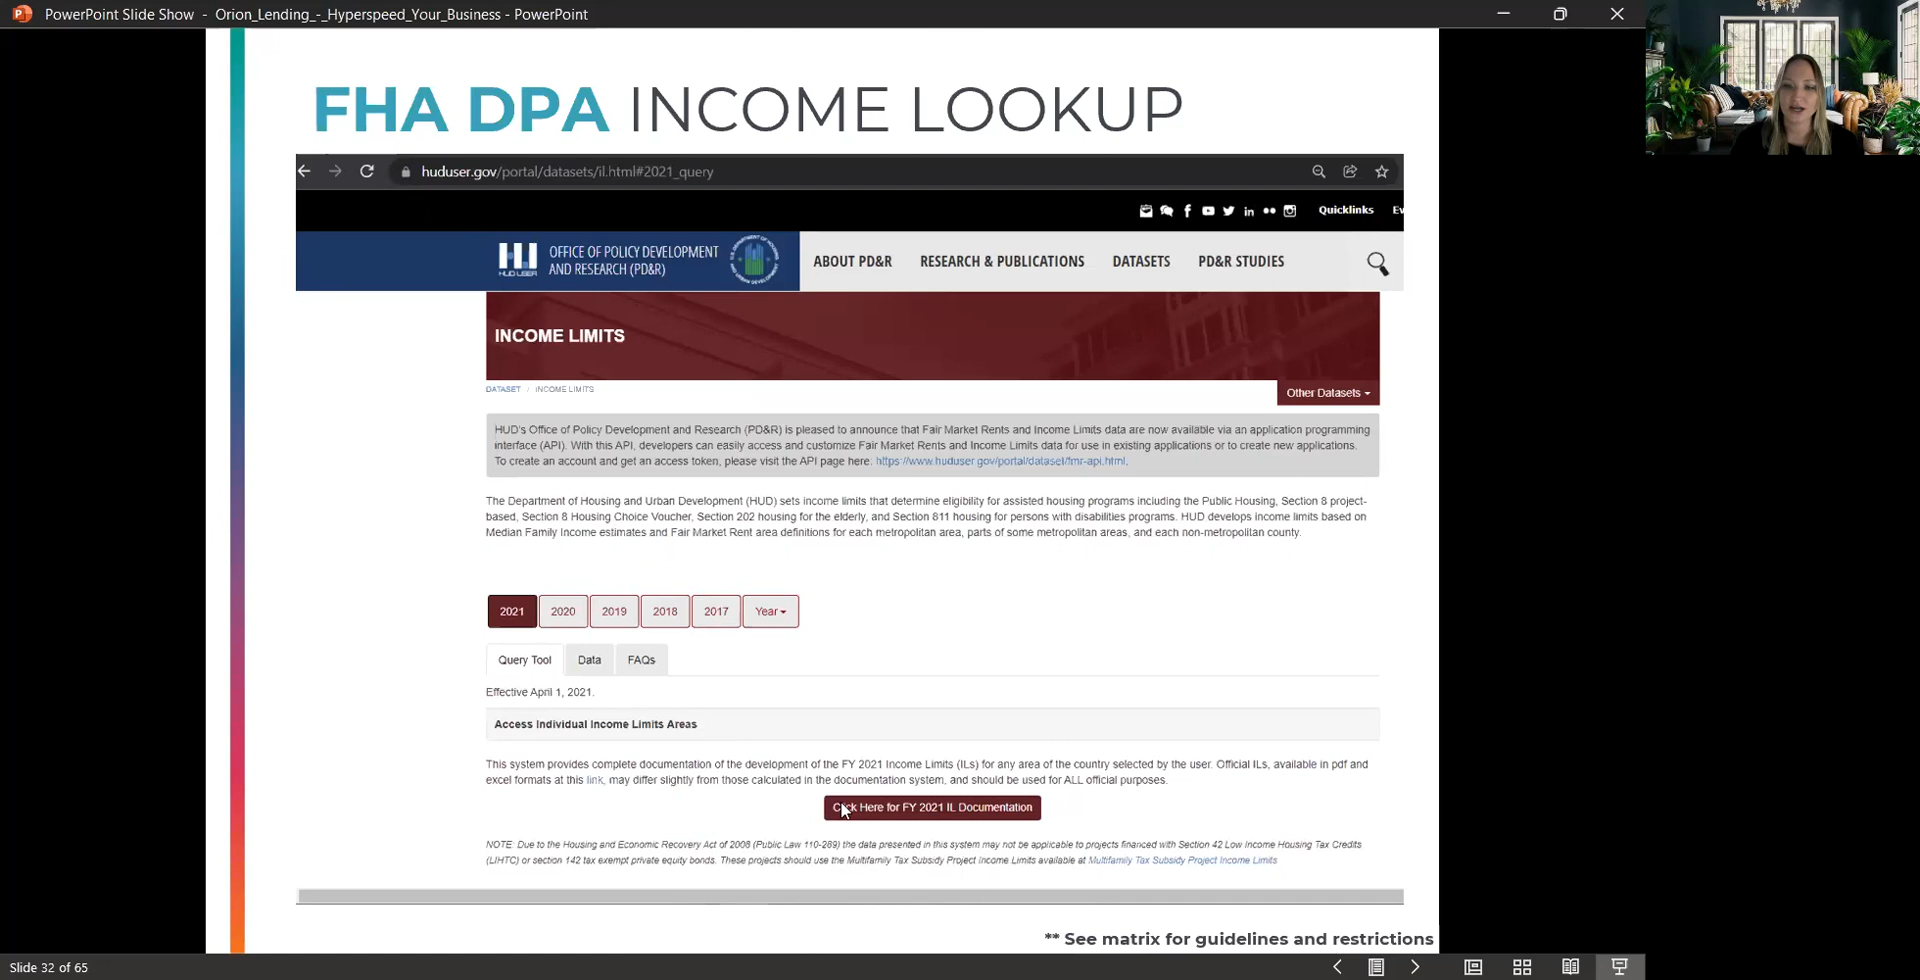 PowerPoint Slide Show - Orion_Lending_-_Hyperspeed_Your_Business - PowerPoint
FHA DPA INCOME LOOKUP
huduser.gov/portal/datasets/il.html#2021_query
Quicklinks Ev
HUD USER
OFFICE OF POLICY DEVELOPMENT
AND RESEARCH (PD&R)
ABOUT PD&R RESEARCH & PUBLICATIONS DATASETS PD&R STUDIES
INCOME LIMITS
DATASET / INCOME LIMITS
Other Datasets
HUD's Office of Policy Development and Research (PD&R) is pleased to announce that Fair Market Rents and Income Limits data are now available via an application programming
interface (API). With this API, developers can easily access and customize Fair Market Rents and Income Limits data for use in existing applications or to create new applications.
To create an account and get an access token, please visit the API page here: https://www.huduser.gov/portal/dataset/fmr-api.html.
The Department of Housing and Urban Development (HUD) sets income limits that determine eligibility for assisted housing programs including the Public Housing, Section 8 project-
based, Section 8 Housing Choice Voucher, Section 202 housing for the elderly, and Section 811 housing for persons with disabilities programs. HUD develops income limits based on
Median Family Income estimates and Fair Market Rent area definitions for each metropolitan area, parts of some metropolitan areas, and each non-metropolitan county.
2021 2020 2019 2018 2017 Year
Query Tool Data FAQs
Effective April 1, 2021.
Access Individual Income Limits Areas
This system provides complete documentation of the development of the FY 2021 Income Limits (ILs) for any area of the country selected by the user. Official ILs, available in pdf and
excel formats at this link, may differ slightly from those calculated in the documentation system, and should be used for ALL official purposes.
Click Here for FY 2021 IL Documentation
NOTE: Due to the Housing and Economic Recovery Act of 2008 (Public Law 110-289) the data presented in this system may not be applicable to projects financed with Section 42 Low Income Housing Tax Credits
(LIHTC) or section 142 tax exempt private equity bonds. These projects should use the Multifamily Tax Subsidy Project Income Limits available at Multifamily Tax Subsidy Project Income Limits
** See matrix for guidelines and restrictions
Slide 32 of 65